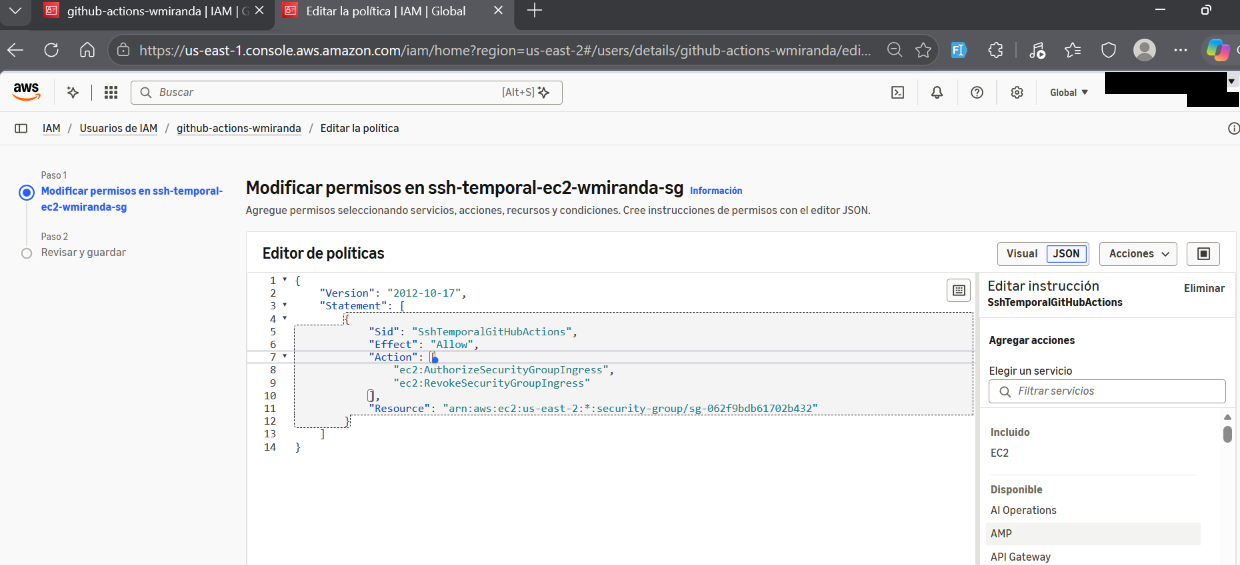 github-actions-wmiranda | IAM | G
Editar la política | IAM | Global
https://us-east-1.console.aws.amazon.com/iam/home?region=us-east-2#/users/details/github-actions-wmiranda/edi...
aws
Buscar
[Alt+S]
Global
IAM / Usuarios de IAM / github-actions-wmiranda / Editar la política
Paso 1
Modificar permisos en ssh-temporal-
ec2-wmiranda-sg
Paso 2
Revisar y guardar
Modificar permisos en ssh-temporal-ec2-wmiranda-sg Información
Agregue permisos seleccionando servicios, acciones, recursos y condiciones. Cree instrucciones de permisos con el editor JSON.
Editor de políticas
Visual JSON Acciones
1 {
2 "Version": "2012-10-17",
3 "Statement": [
4 {
5 "Sid": "SshTemporalGitHubActions",
6 "Effect": "Allow",
7 "Action": [
8 "ec2:AuthorizeSecurityGroupIngress",
9 "ec2:RevokeSecurityGroupIngress"
10 ],
11 "Resource": "arn:aws:ec2:us-east-2:*:security-group/sg-062f9bdb61702b432"
12 }
13 ]
14 }
Editar instrucción
SshTemporalGitHubActions
Eliminar
Agregar acciones
Elegir un servicio
Filtrar servicios
Incluido
EC2
Disponible
AI Operations
AMP
API Gateway